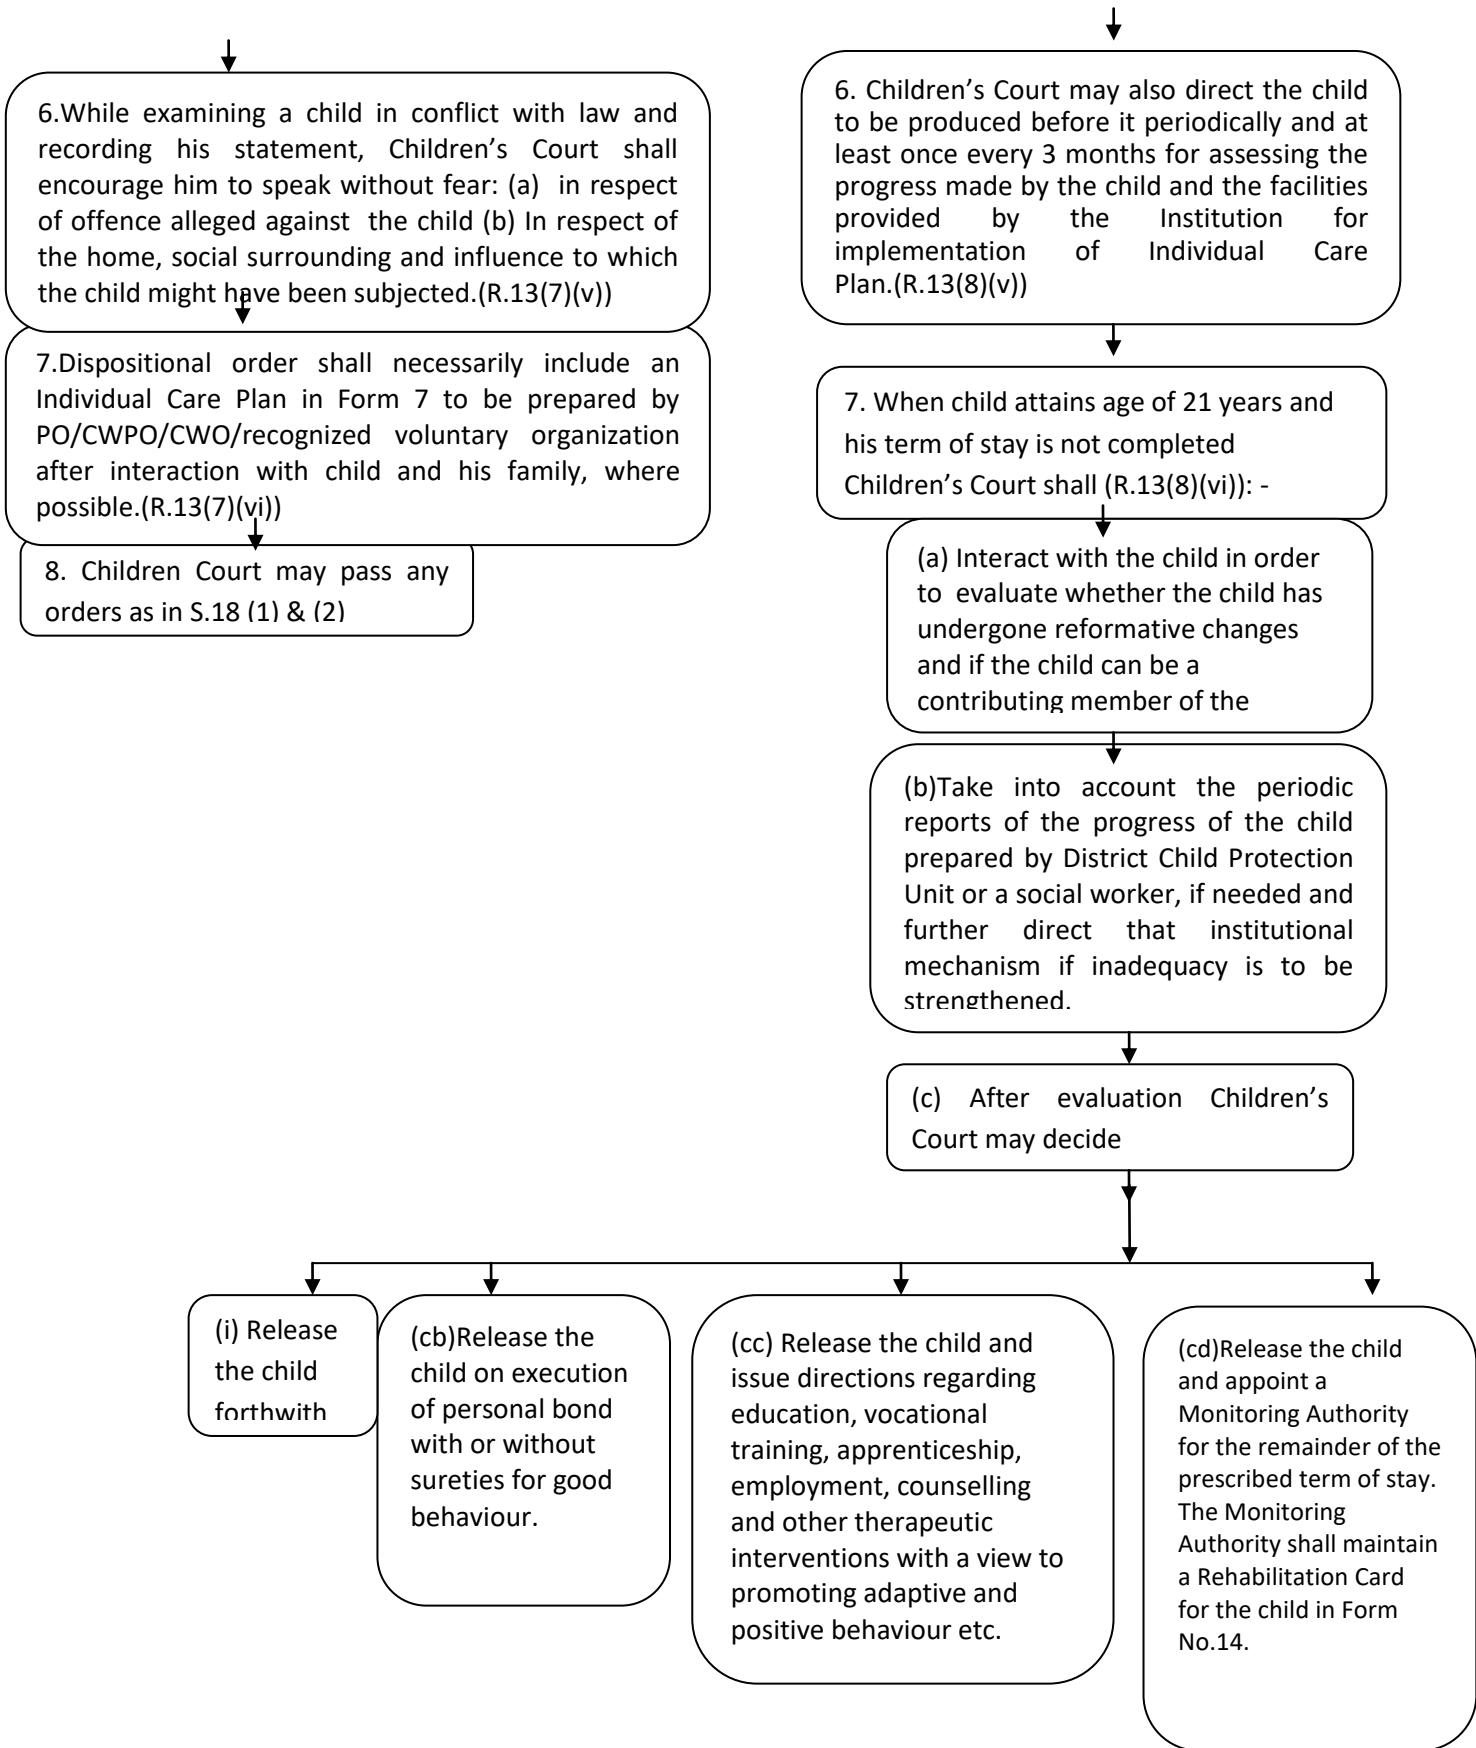 6.While examining a child in conflict with law and
recording his statement, Children’s Court shall
encourage him to speak without fear: (a) in respect
of offence alleged against the child (b) In respect of
the home, social surrounding and influence to which
the child might have been subjected.(R.13(7)(v))
7.Dispositional order shall necessarily include an
Individual Care Plan in Form 7 to be prepared by
PO/CWPO/CWO/recognized voluntary organization
after interaction with child and his family, where
possible.(R.13(7)(vi))
8. Children Court may pass any
orders as in S.18 (1) & (2)
6. Children’s Court may also direct the child
to be produced before it periodically and at
least once every 3 months for assessing the
progress made by the child and the facilities
provided by the Institution for
implementation of Individual Care
Plan.(R.13(8)(v))
7. When child attains age of 21 years and
his term of stay is not completed
Children’s Court shall (R.13(8)(vi)): -
(a) Interact with the child in order
to evaluate whether the child has
undergone reformative changes
and if the child can be a
contributing member of the
(b)Take into account the periodic
reports of the progress of the child
prepared by District Child Protection
Unit or a social worker, if needed and
further direct that institutional
mechanism if inadequacy is to be
strengthened.
(c) After evaluation Children’s
Court may decide
(i) Release
the child
forthwith
(cb)Release the
child on execution
of personal bond
with or without
sureties for good
behaviour.
(cc) Release the child and
issue directions regarding
education, vocational
training, apprenticeship,
employment, counselling
and other therapeutic
interventions with a view to
promoting adaptive and
positive behaviour etc.
(cd)Release the child
and appoint a
Monitoring Authority
for the remainder of the
prescribed term of stay.
The Monitoring
Authority shall maintain
a Rehabilitation Card
for the child in Form
No.14.